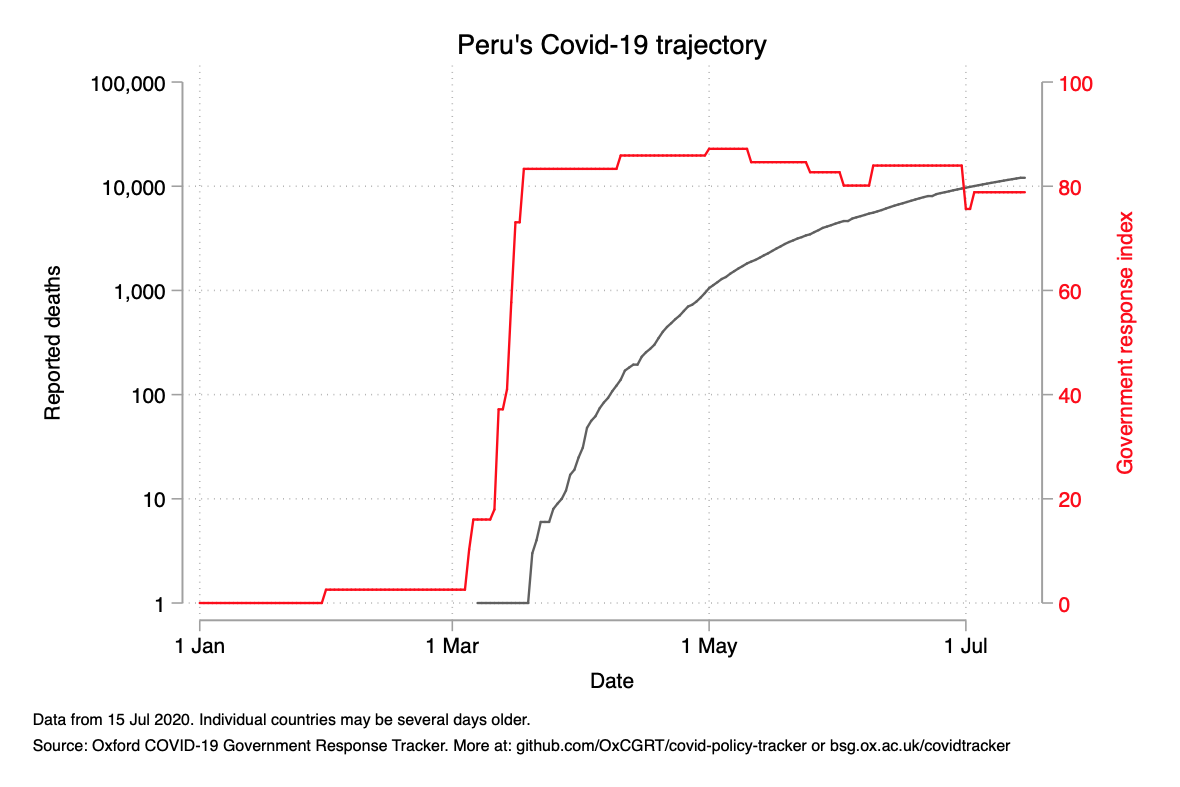 Peru's Covid-19 trajectory
100,000
10,000
1,000
100
10
1
Reported deaths
100
80
60
40
20
0
Government response index
1 Jan
1 Mar
1 May
1 Jul
Date
Data from 15 Jul 2020. Individual countries may be several days older.
Source: Oxford COVID-19 Government Response Tracker. More at: github.com/OxCGRT/covid-policy-tracker or bsg.ox.ac.uk/covidtracker